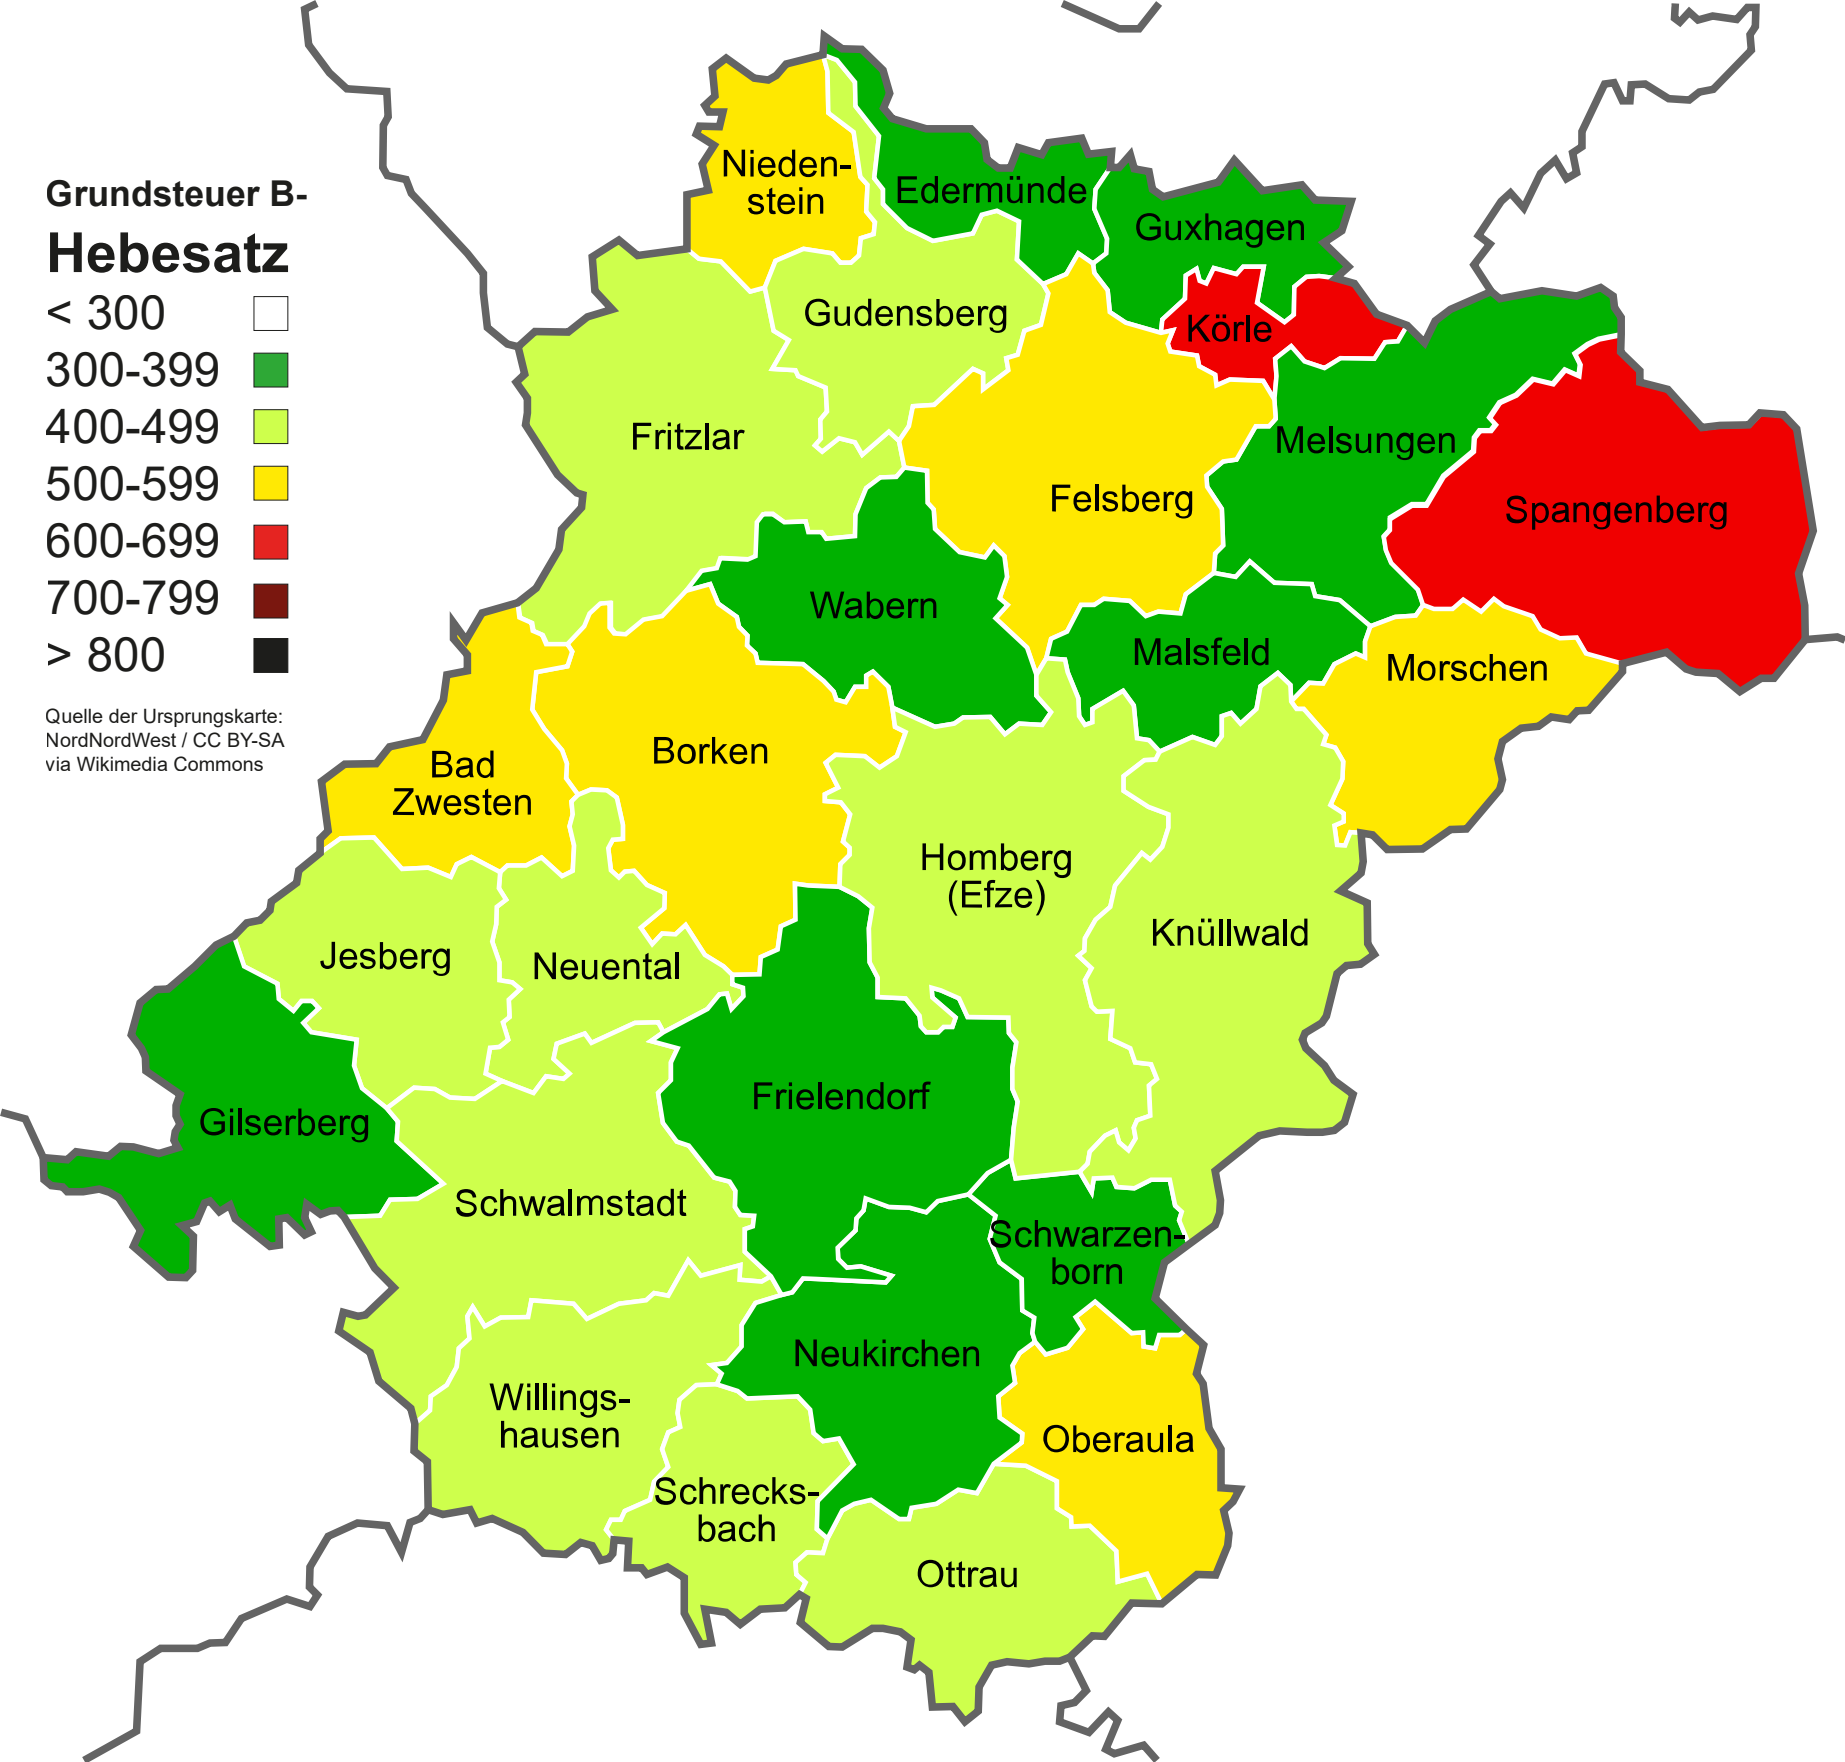 Grundsteuer B-
Hebesatz
< 300
300-399
400-499
500-599
600-699
700-799
> 800
Quelle der Ursprungskarte:
NordNordWest / CC BY-SA
via Wikimedia Commons
Nieden-
stein
Edermünde
Guxhagen
Gudensberg
Körle
Fritzlar
Melsungen
Felsberg
Spangenberg
Wabern
Malsfeld
Morschen
Borken
Bad
Zwesten
Homberg
(Efze)
Knüllwald
Jesberg
Neuental
Frielendorf
Gilserberg
Schwalmstadt
Schwarzen-
born
Neukirchen
Willings-
hausen
Oberaula
Schrecks-
bach
Ottrau